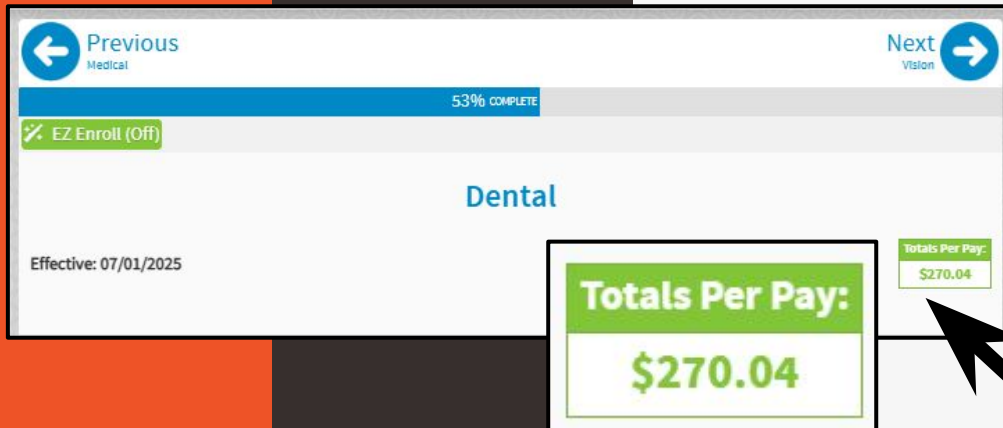 Previous
Medical
Next
Vision
53% COMPLETE
EZ Enroll (Off)
Dental
Effective: 07/01/2025
Totals Per Pay:
$270.04
Totals Per Pay:
$270.04